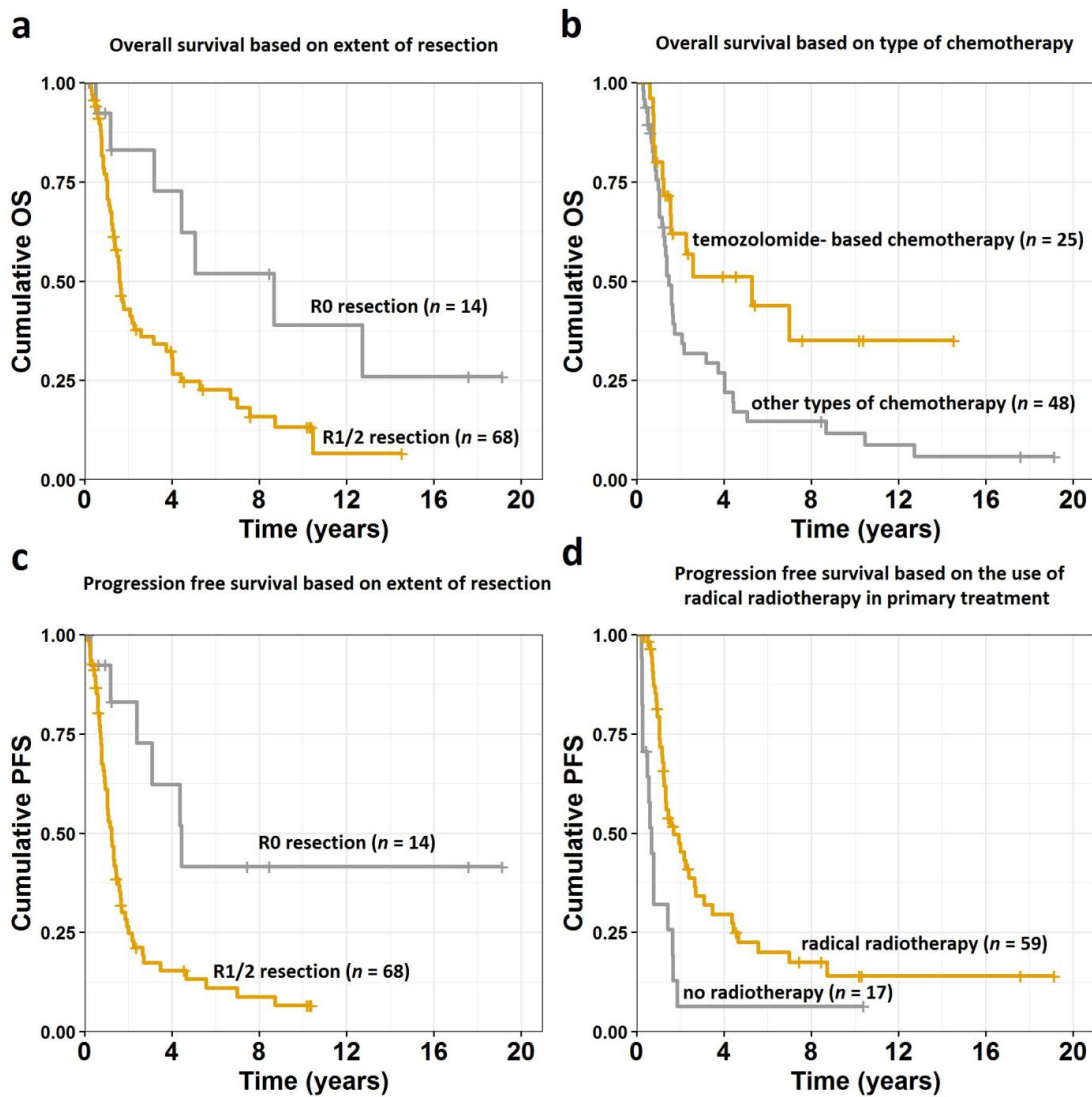 a
Overall survival based on extent of resection
Cumulative OS
1.00
0.75
0.50
0.25
0.00
R0 resection (n = 14)
R1/2 resection (n = 68)
0 4 8 12 16 20
Time (years)
b
Overall survival based on type of chemotherapy
Cumulative OS
1.00
0.75
0.50
0.25
0.00
temozolomide- based chemotherapy (n = 25)
other types of chemotherapy (n = 48)
0 4 8 12 16 20
Time (years)
c
Progression free survival based on extent of resection
Cumulative PFS
1.00
0.75
0.50
0.25
0.00
R0 resection (n = 14)
R1/2 resection (n = 68)
0 4 8 12 16 20
Time (years)
d
Progression free survival based on the use of
radical radiotherapy in primary treatment
Cumulative PFS
1.00
0.75
0.50
0.25
0.00
radical radiotherapy (n = 59)
no radiotherapy (n = 17)
0 4 8 12 16 20
Time (years)